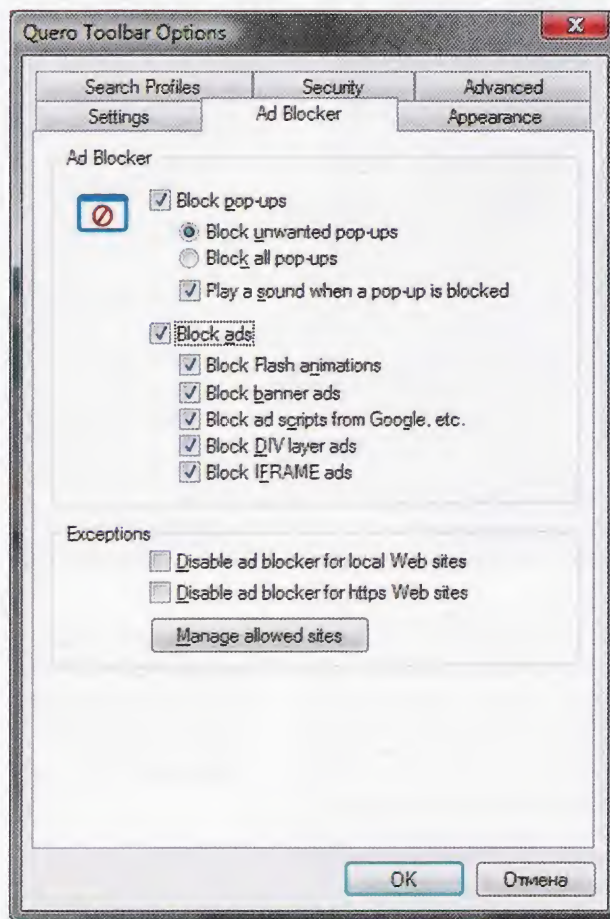 Quero Toolbar Options
Search Profiles Security Advanced
Settings Ad Blocker Appearance
Ad Blocker
Block pop-ups
Block unwanted pop-ups
Block all pop-ups
Play a sound when a pop-up is blocked
Block ads
Block Flash animations
Block banner ads
Block ad scripts from Google, etc.
Block DIV layer ads
Block IFRAME ads
Exceptions
Disable ad blocker for local Web sites
Disable ad blocker for https Web sites
Manage allowed sites
OK Отмена